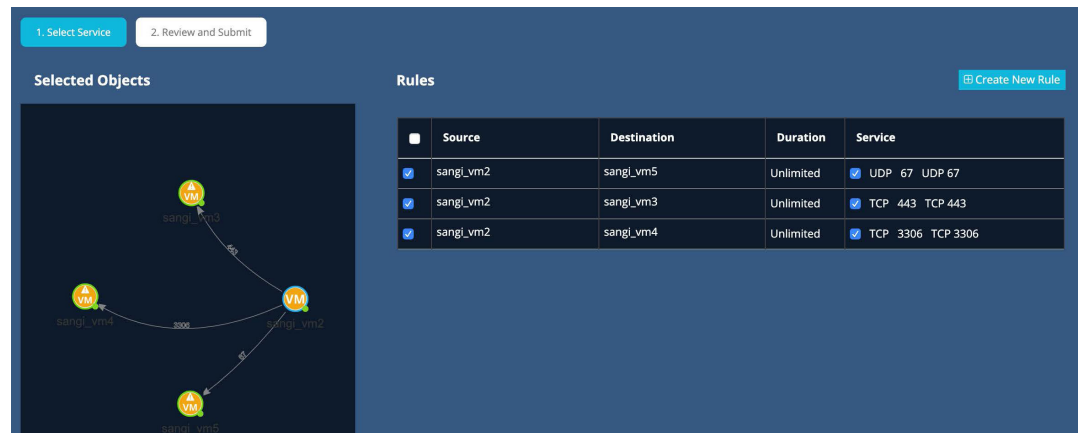 1. Select Service
2. Review and Submit
Selected Objects
Rules
Create New Rule
Source Destination Duration Service
sangi_vm2 sangi_vm5 Unlimited UDP 67 UDP 67
sangi_vm2 sangi_vm3 Unlimited TCP 443 TCP 443
sangi_vm2 sangi_vm4 Unlimited TCP 3306 TCP 3306
VM
sangi_vm3
443
VM
sangi_vm4
3306
VM
sangi_vm2
67
VM
sangi_vm5